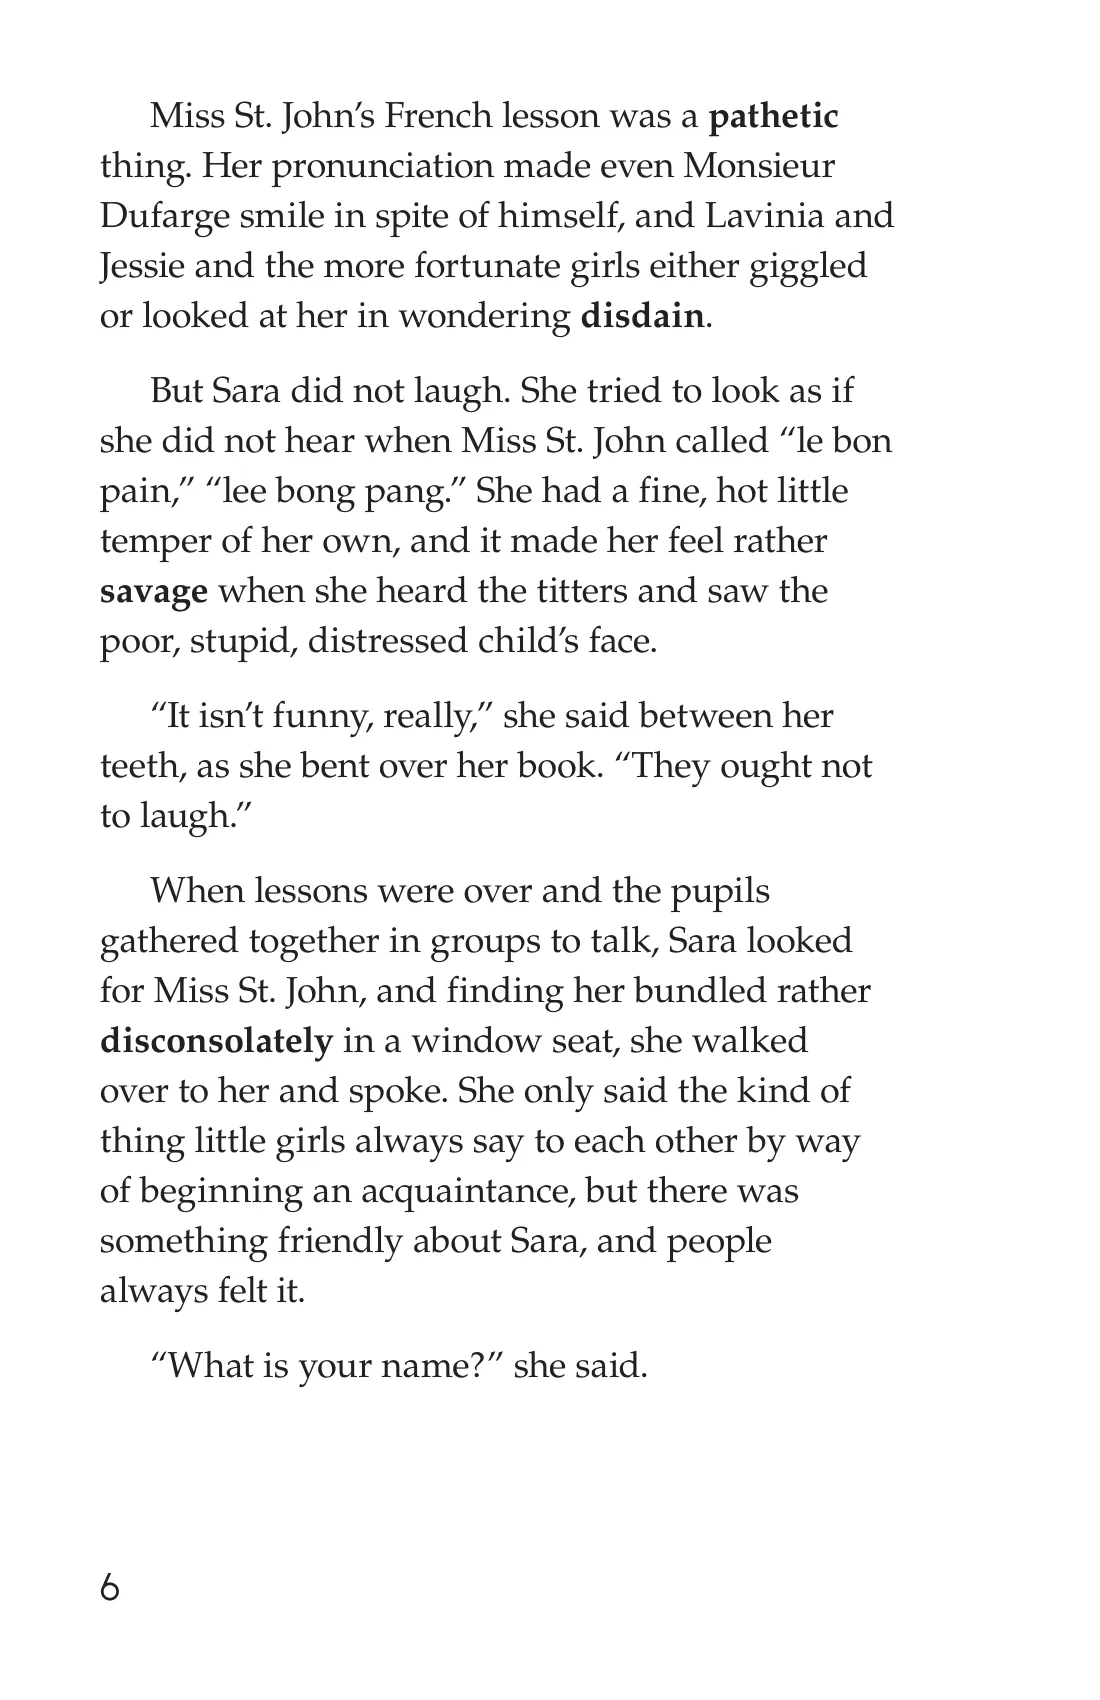 Miss St. John’s French lesson was a pathetic
thing. Her pronunciation made even Monsieur
Dufarge smile in spite of himself, and Lavinia and
Jessie and the more fortunate girls either giggled
or looked at her in wondering disdain.
But Sara did not laugh. She tried to look as if
she did not hear when Miss St. John called “le bon
pain,” “lee bong pang.” She had a fine, hot little
temper of her own, and it made her feel rather
savage when she heard the titters and saw the
poor, stupid, distressed child’s face.
“It isn’t funny, really,” she said between her
teeth, as she bent over her book. “They ought not
to laugh.”
When lessons were over and the pupils
gathered together in groups to talk, Sara looked
for Miss St. John, and finding her bundled rather
disconsolately in a window seat, she walked
over to her and spoke. She only said the kind of
thing little girls always say to each other by way
of beginning an acquaintance, but there was
something friendly about Sara, and people
always felt it.
“What is your name?” she said.
6